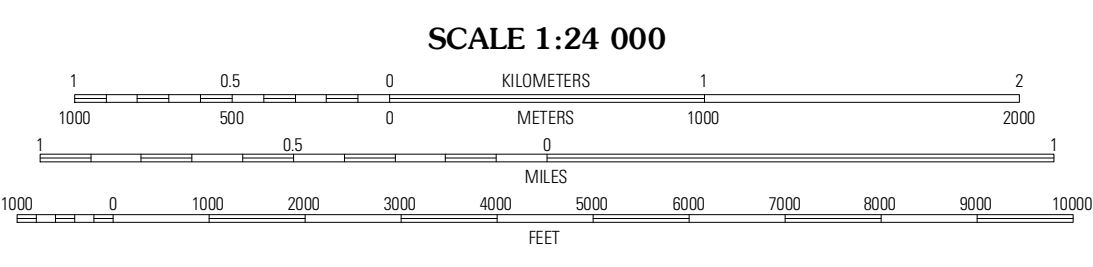 SCALE 1:24 000
1 0.5 0 KILOMETERS 1 2
1000 500 0 METERS 1000 2000
1 0.5 0 1
MILES
1000 0 1000 2000 3000 4000 5000 6000 7000 8000 9000 10000
FEET